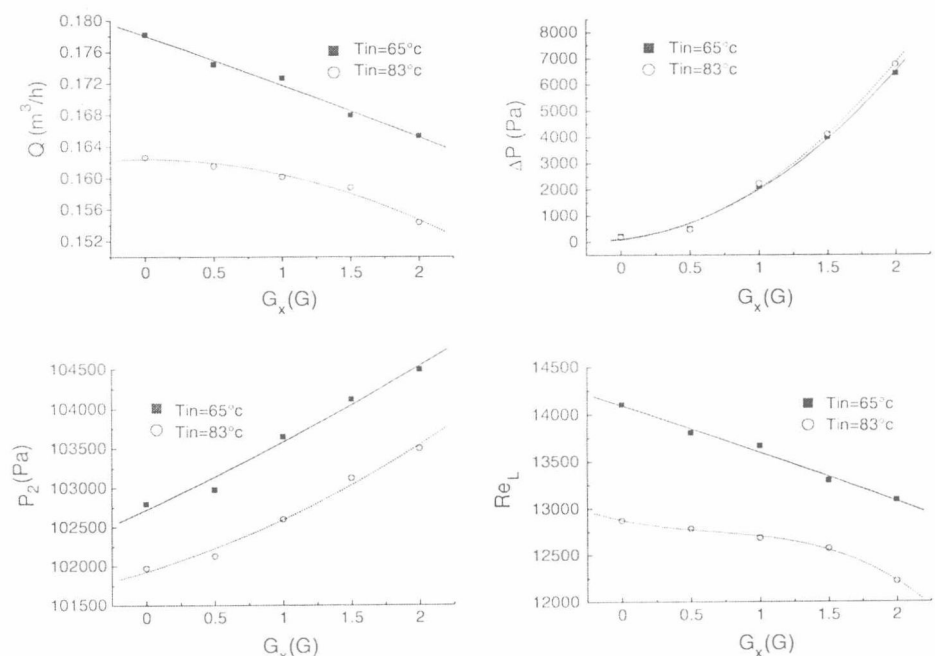 0.180
0.176
0.172
0.168
0.164
0.160
0.156
0.152
Q (m³/h)
Tin=65°c
Tin=83°c
0 0.5 1 1.5 2
Gₓ(G)
8000
7000
6000
5000
4000
3000
2000
1000
0
ΔP (Pa)
Tin=65°c
Tin=83°c
0 0.5 1 1.5 2
Gₓ(G)
104500
104000
103500
103000
102500
102000
101500
P₂(Pa)
Tin=65°c
Tin=83°c
0 0.5 1 1.5 2
Gₓ(G)
14500
14000
13500
13000
12500
12000
Re_L
Tin=65°c
Tin=83°c
0 0.5 1 1.5 2
Gₓ(G)